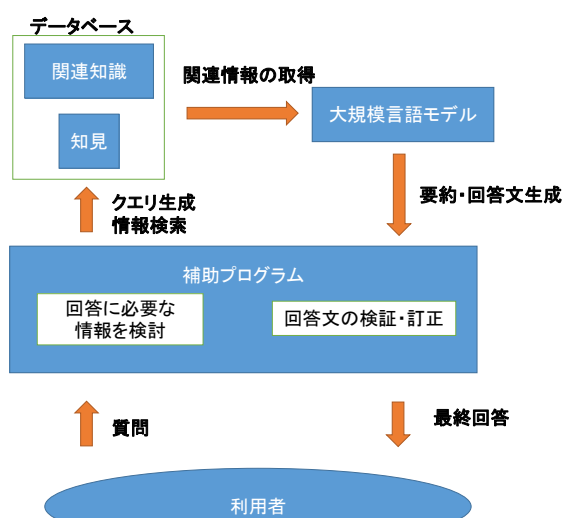 データベース
関連知識
知見
関連情報の取得
大規模言語モデル
クエリ生成
情報検索
要約・回答文生成
補助プログラム
回答に必要な
情報を検討
回答文の検証・訂正
質問
最終回答
利用者